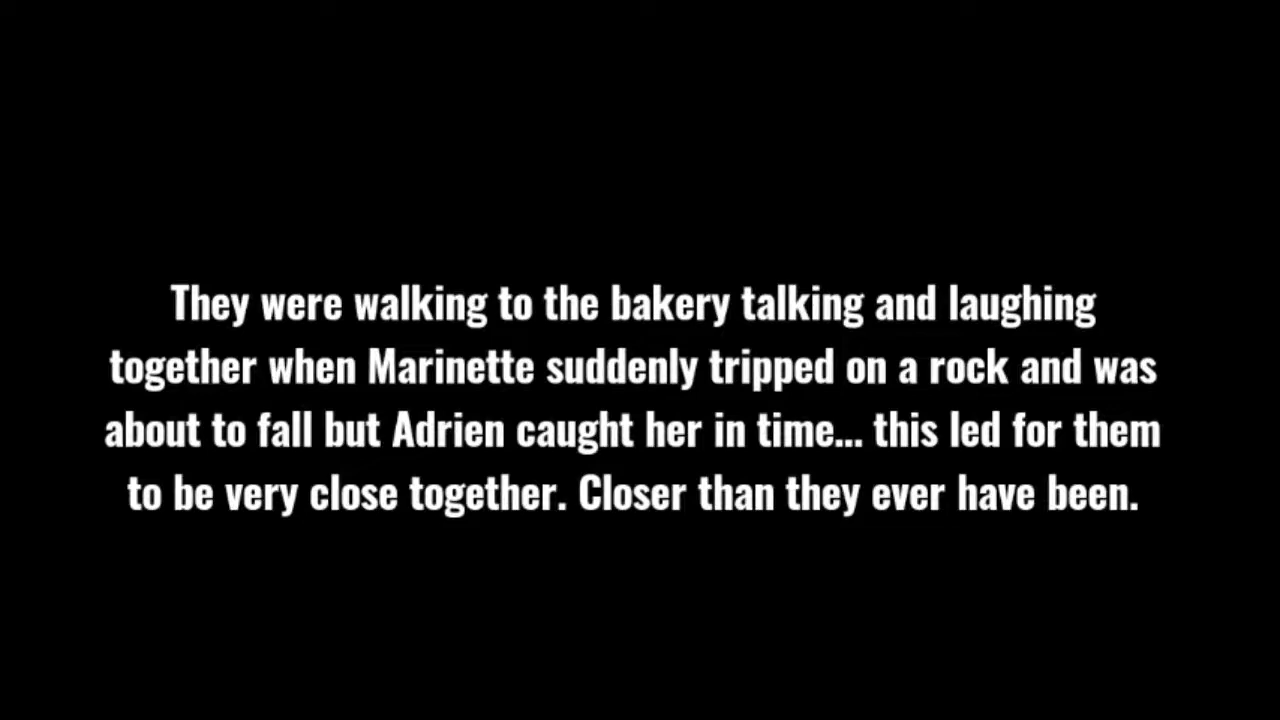 They were walking to the bakery talking and laughing
together when Marinette suddenly tripped on a rock and was
about to fall but Adrien caught her in time... this led for them
to be very close together. Closer than they ever have been.